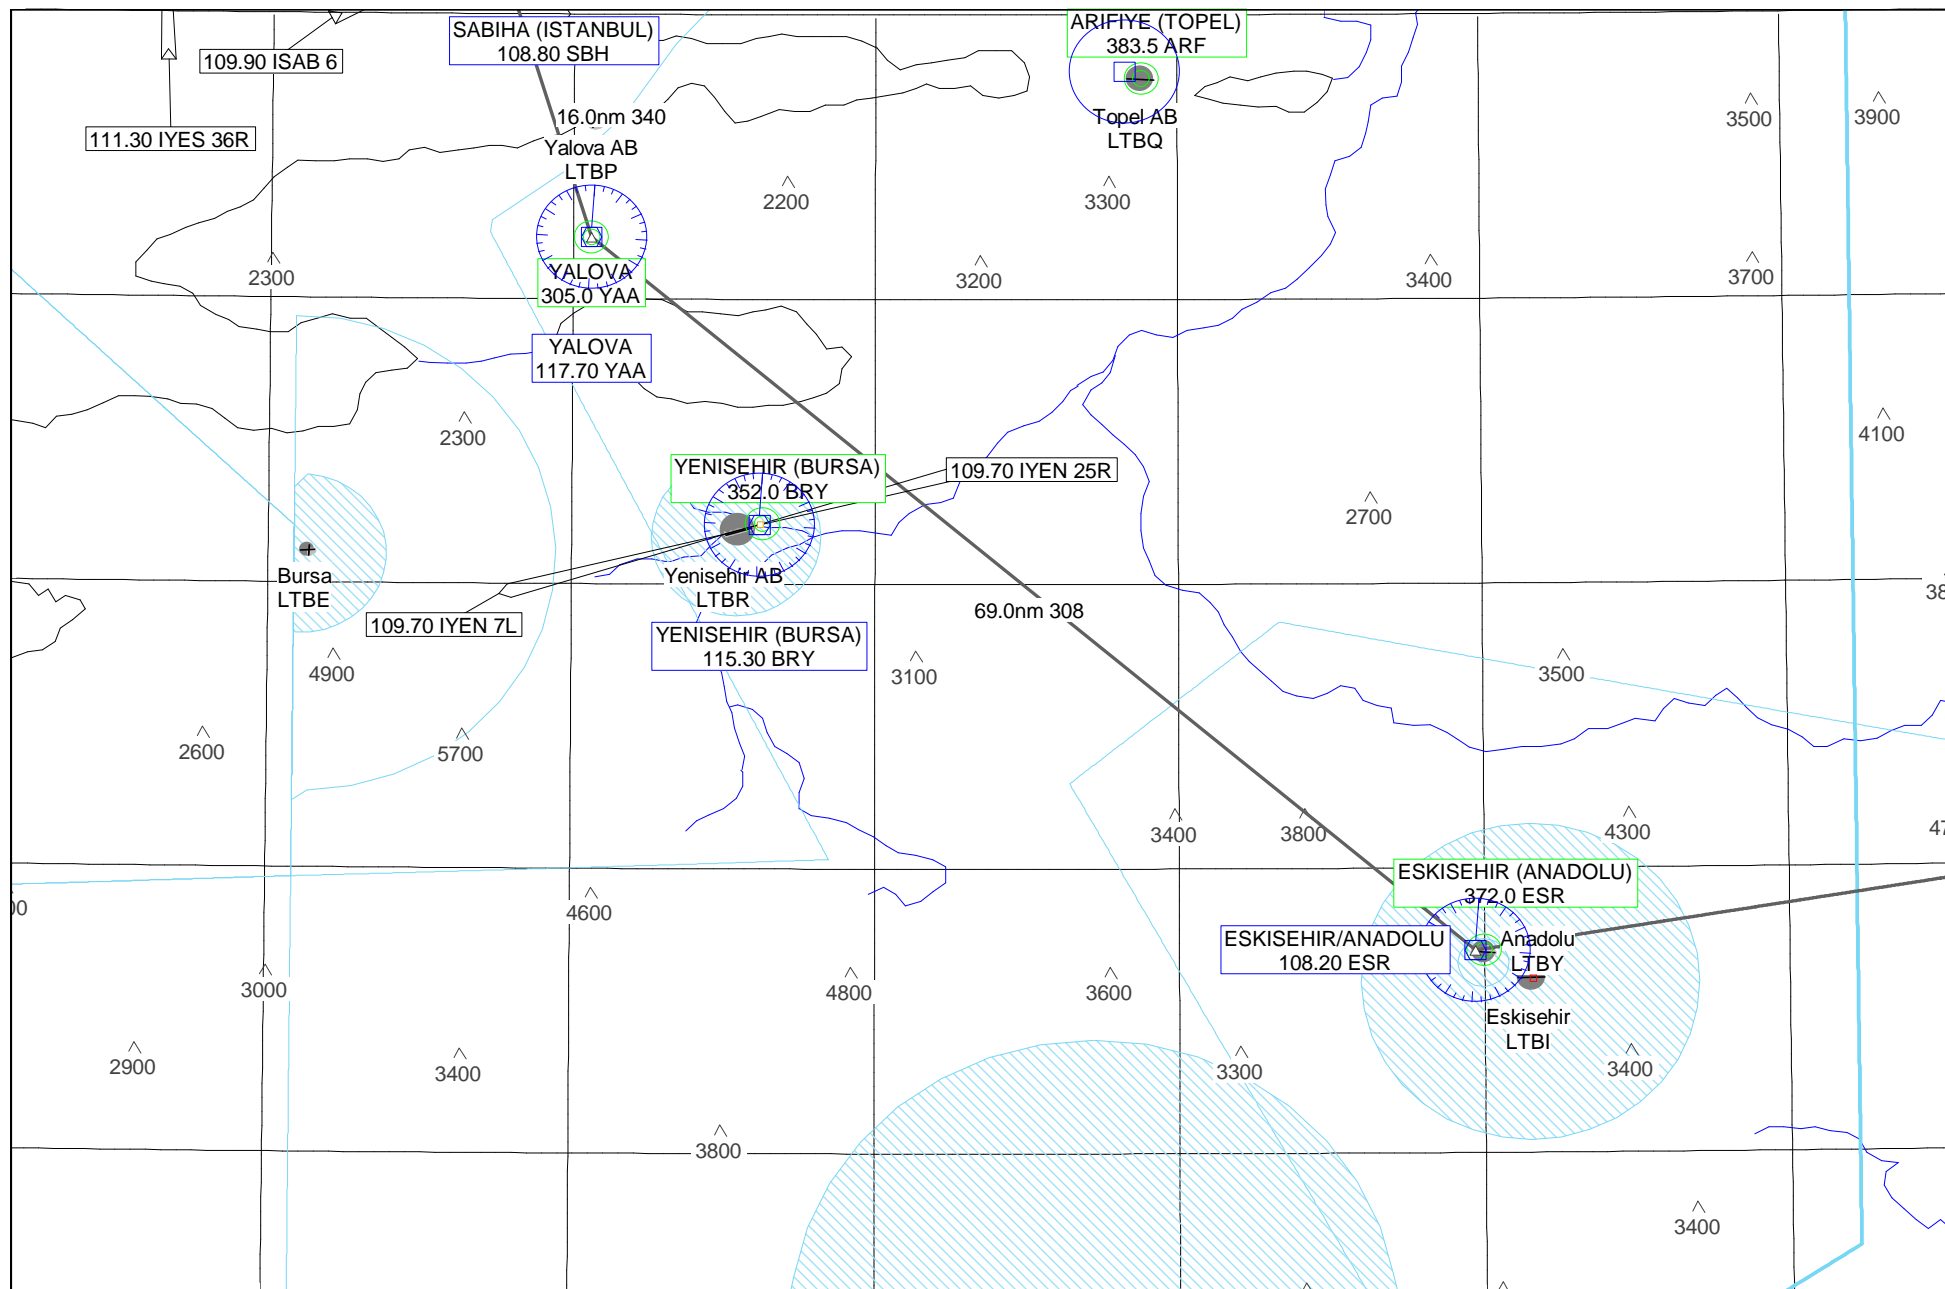 SABIHA (ISTANBUL)
108.80 SBH
ARIFIYE (TOPEL)
383.5 ARF
109.90 ISAB 6
111.30 IYES 36R
16.0nm 340
Yalova AB
LTBP
Topel AB
LTBQ
3500
3900
2200
3300
2300
YALOVA
305.0 YAA
3200
3400
3700
YALOVA
117.70 YAA
2300
4100
YENISEHIR (BURSA)
352.0 BRY
109.70 IYEN 25R
2700
Bursa
LTBE
Yenisehir AB
LTBR
109.70 IYEN 7L
69.0nm 308
38
YENISEHIR (BURSA)
115.30 BRY
4900
3100
3500
2600
5700
3400
3800
4300
47
ESKISEHIR (ANADOLU)
372.0 ESR
00
4600
ESKISEHIR/ANADOLU
108.20 ESR
Anadolu
LTBY
3000
4800
3600
Eskisehir
LTBI
2900
3400
3300
3400
3800
3400